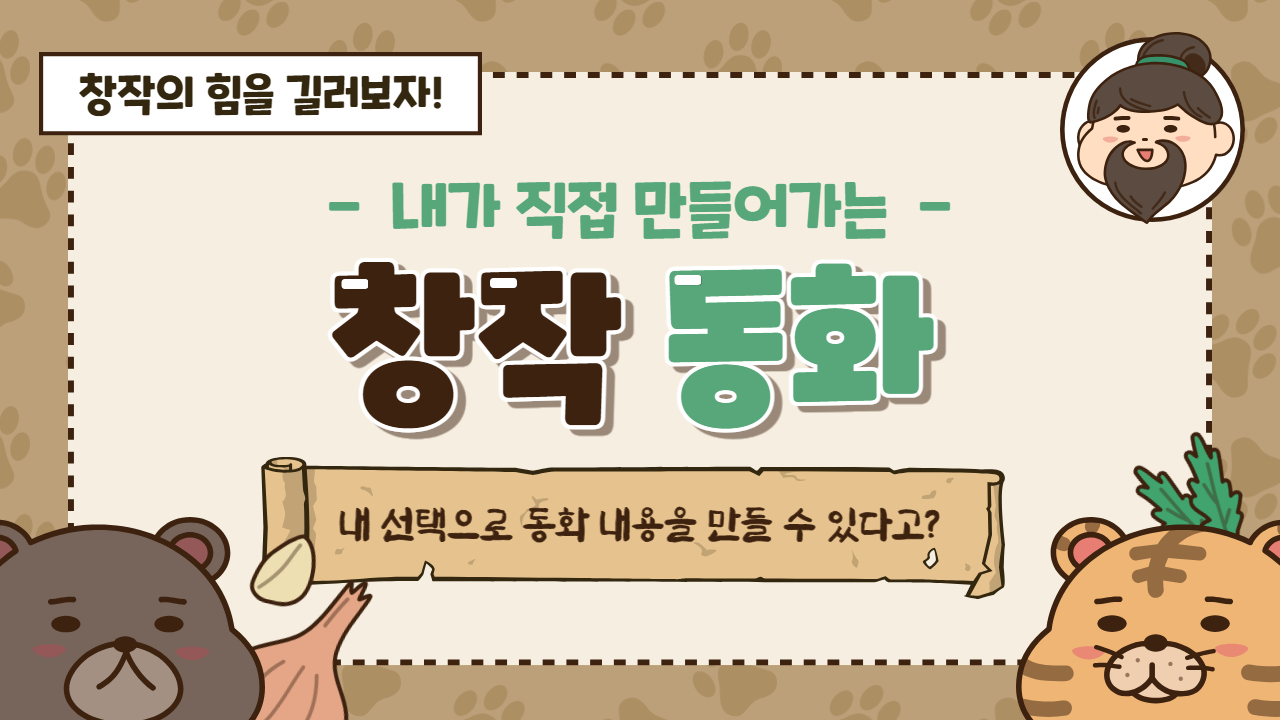 창작의 힘을 길러보자!
- 내가 직접 만들어가는 -
창작 동화
내 선택으로 동화 내용을 만들 수 있다고?